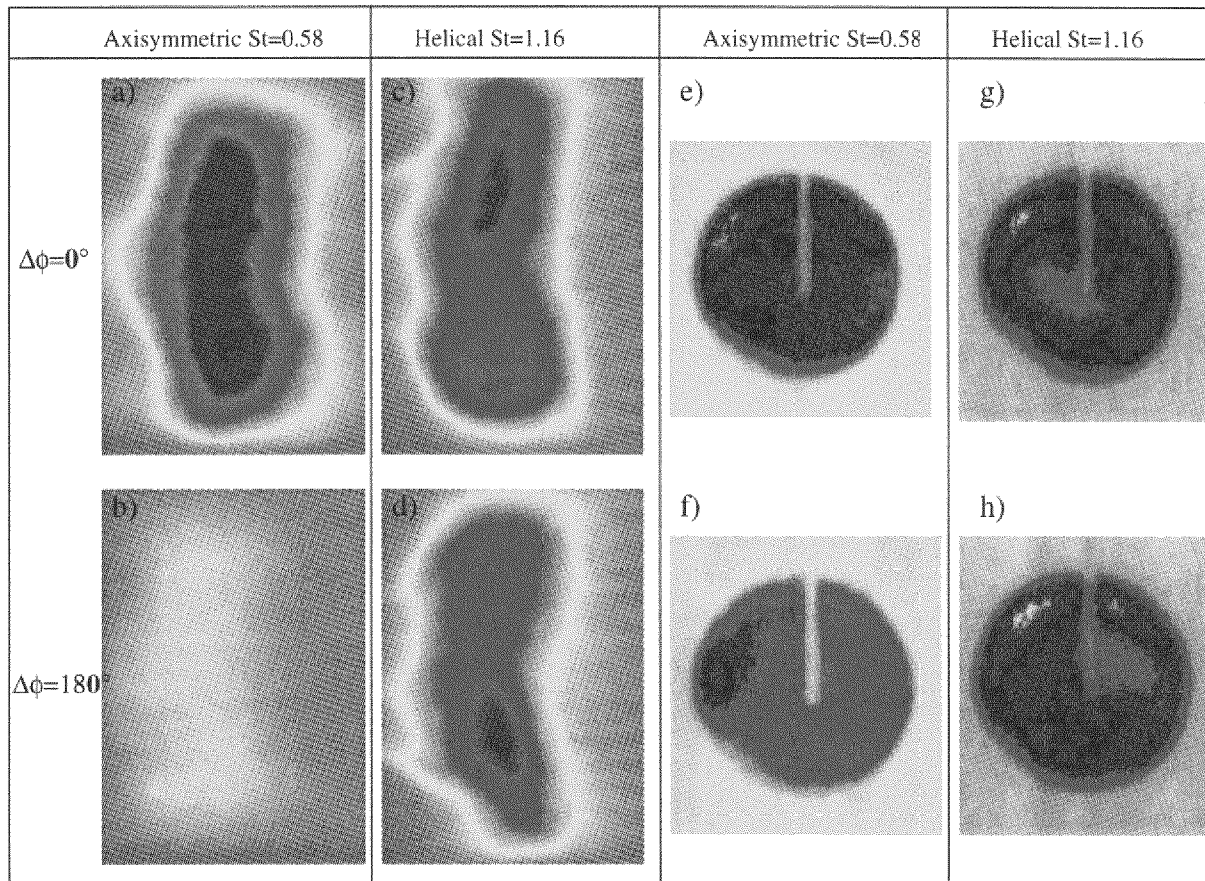 Axisymmetric St=0.58
Helical St=1.16
Axisymmetric St=0.58
Helical St=1.16
a)
c)
e)
g)
Δϕ=0°
b)
d)
f)
h)
Δϕ=180°